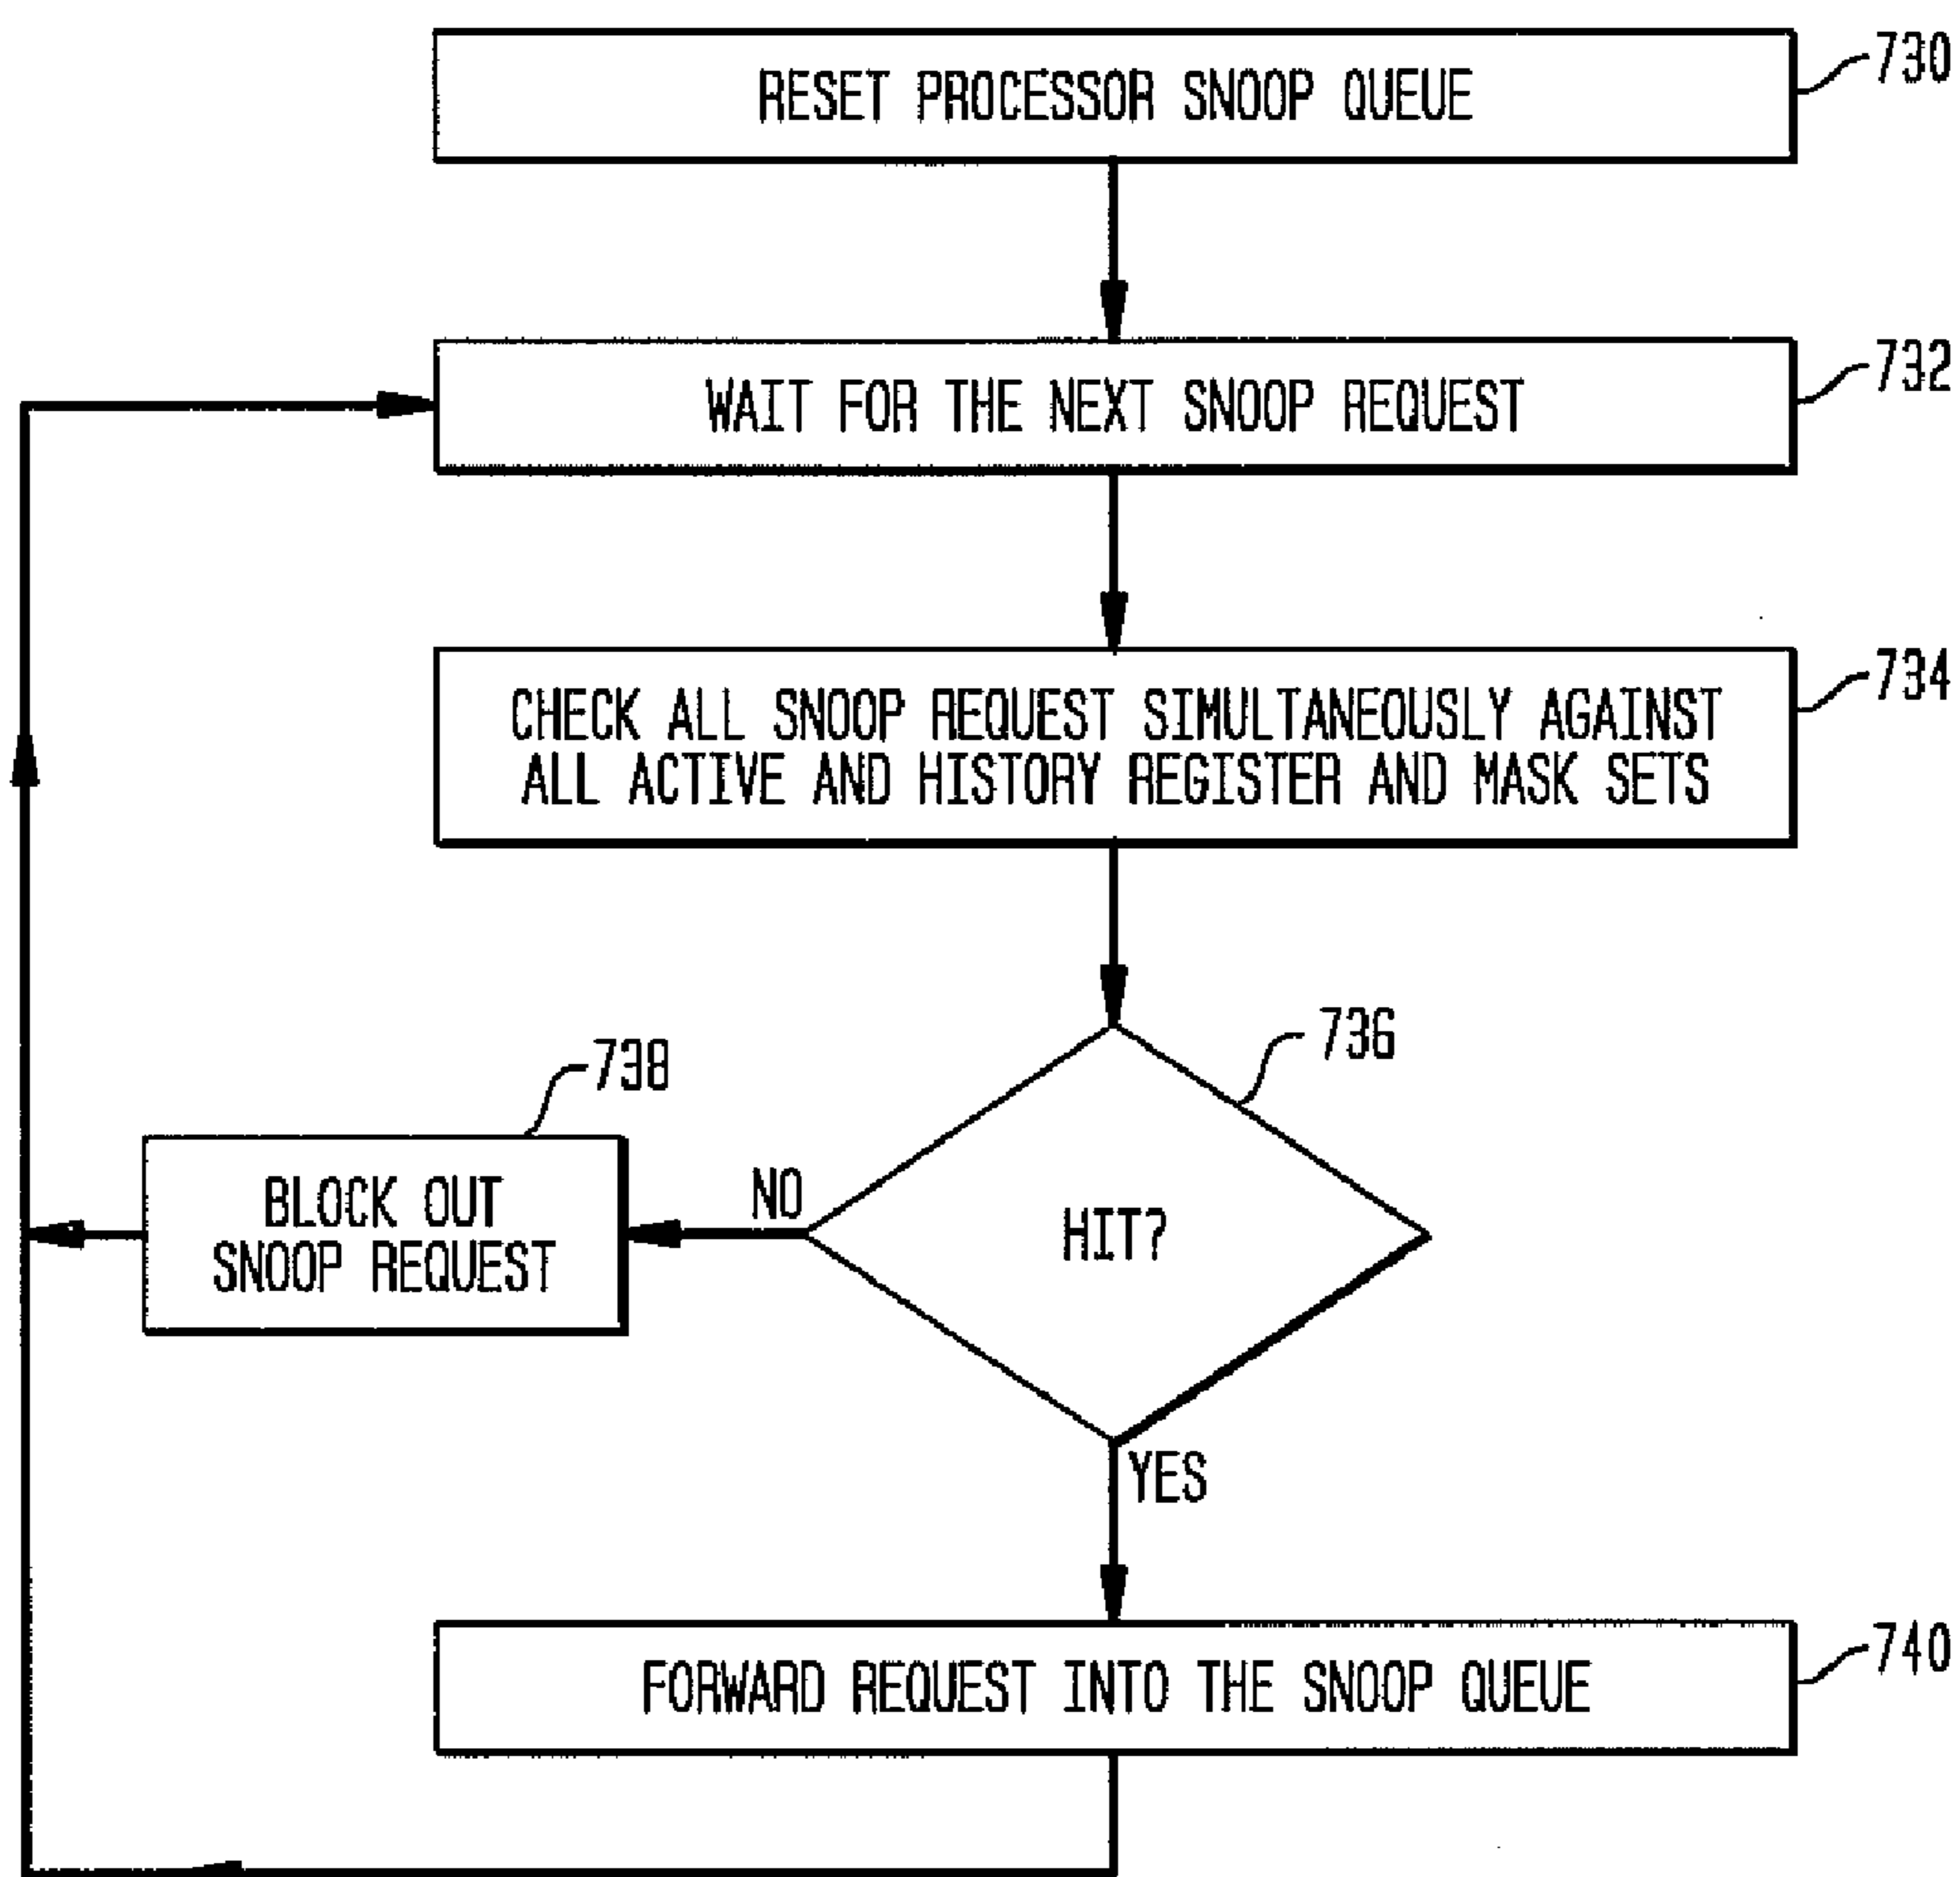 RESET PROCESSOR SNOOP QUEUE
730
WAIT FOR THE NEXT SNOOP REQUEST
732
CHECK ALL SNOOP REQUEST SIMULTANEOUSLY AGAINST
ALL ACTIVE AND HISTORY REGISTER AND MASK SETS
734
736
738
BLOCK OUT
SNOOP REQUEST
NO
HIT?
YES
FORWARD REQUEST INTO THE SNOOP QUEUE
740